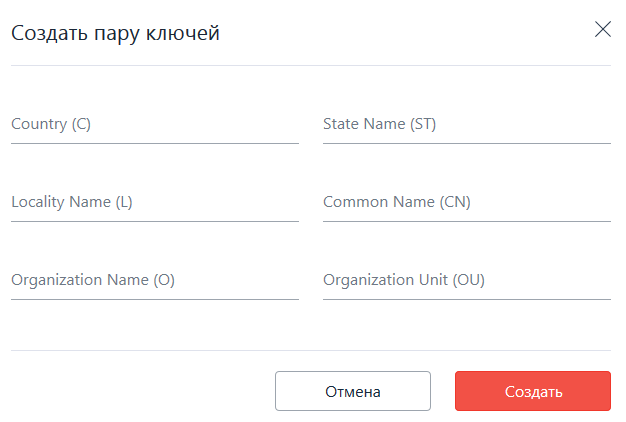 Создать пару ключей
Country (C)
State Name (ST)
Locality Name (L)
Common Name (CN)
Organization Name (O)
Organization Unit (OU)
Отмена
Создать